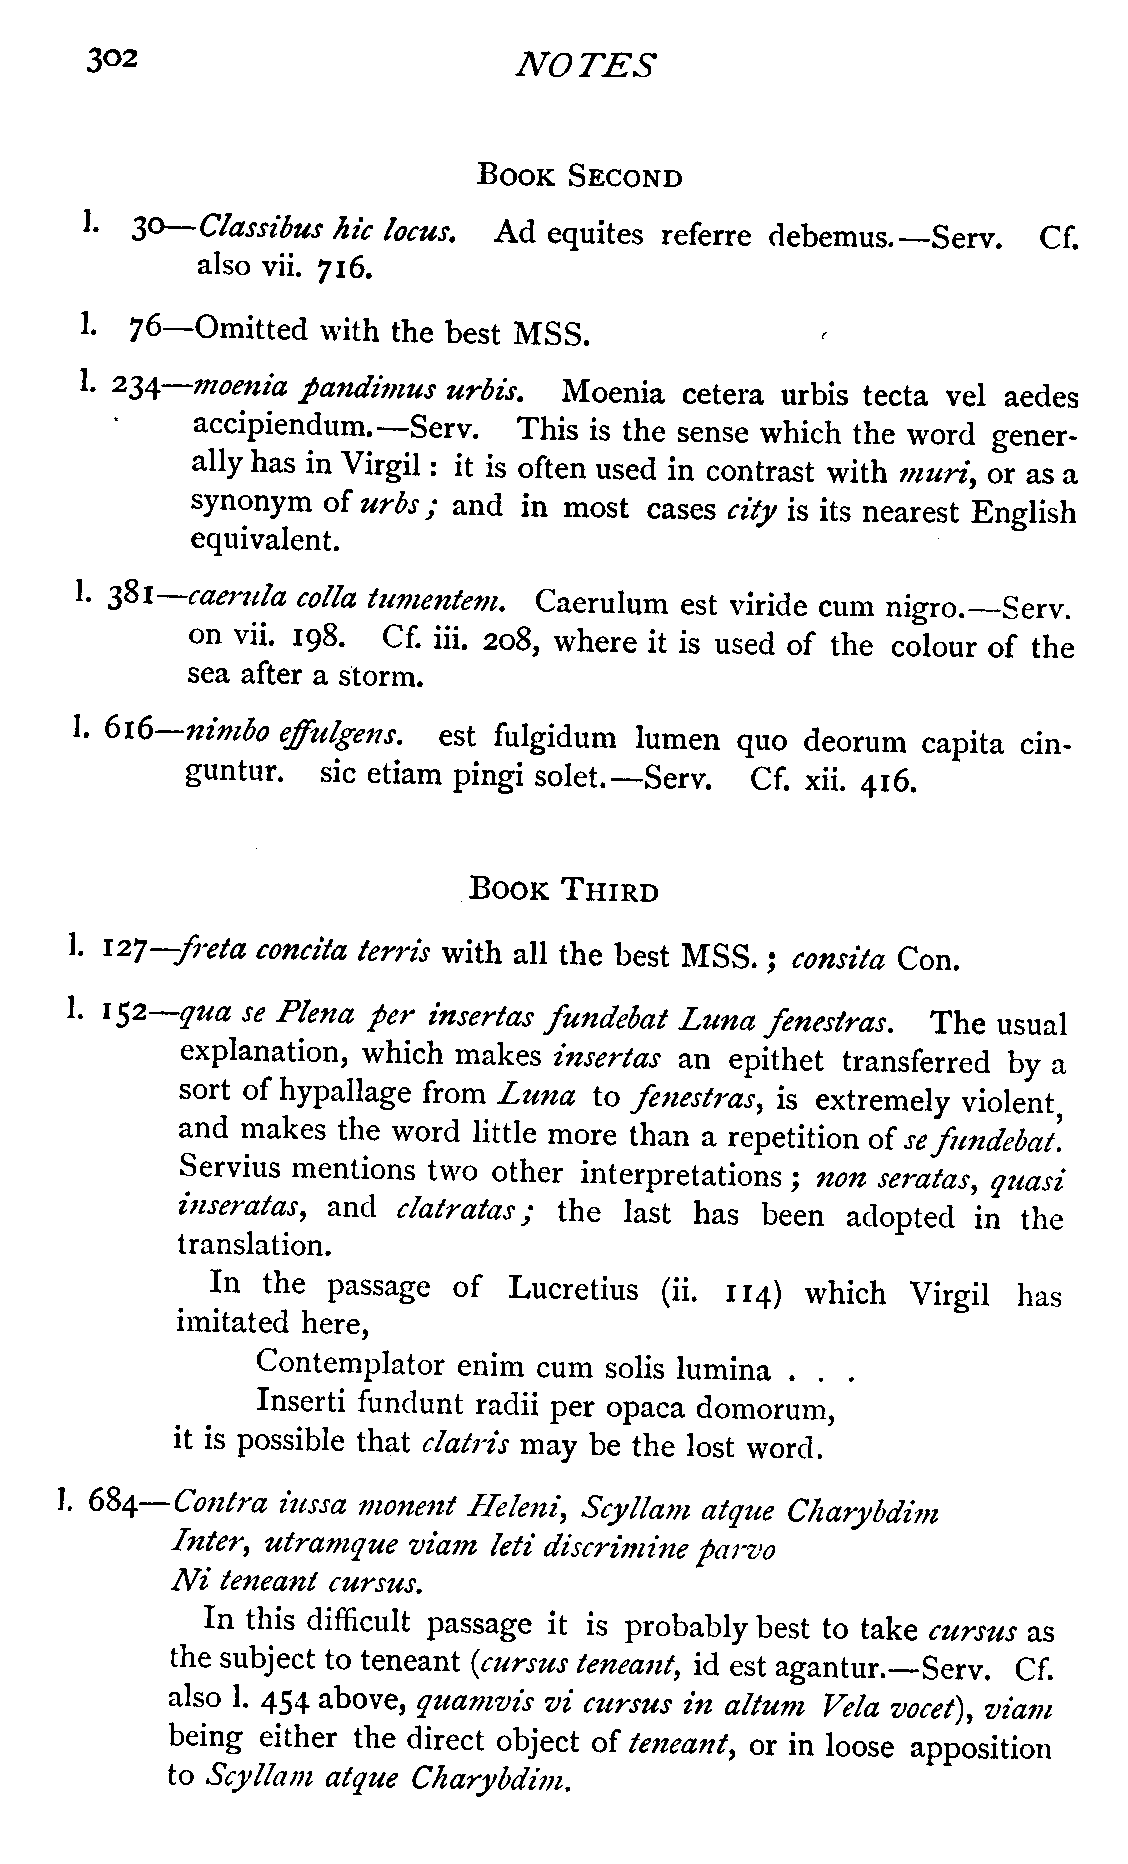 302 NOTES
BOOK SECOND
l. 30—Classibus hic locus. Ad equites referre debemus.—Serv. Cf.
also vii. 716.
l. 76—Omitted with the best MSS.
l. 234—moenia pandimus urbis. Moenia cetera urbis tecta vel aedes
accipiendum.—Serv. This is the sense which the word gener-
ally has in Virgil: it is often used in contrast with muri, or as a
synonym of urbs; and in most cases city is its nearest English
equivalent.
l. 381—caerula colla tumentem. Caerulum est viride cum nigro.—Serv.
on vii. 198. Cf. iii. 208, where it is used of the colour of the
sea after a storm.
l. 616—nimbo effulgens. est fulgidum lumen quo deorum capita cin-
guntur. sic etiam pingi solet.—Serv. Cf. xii. 416.
BOOK THIRD
l. 127—freta concita terris with all the best MSS.; consita Con.
l. 152—qua se Plena per insertas fundebat Luna fenestras. The usual
explanation, which makes insertas an epithet transferred by a
sort of hypallage from Luna to fenestras, is extremely violent,
and makes the word little more than a repetition of se fundebat.
Servius mentions two other interpretations; non seratas, quasi
inseratas, and clatratas; the last has been adopted in the
translation.
In the passage of Lucretius (ii. 114) which Virgil has
imitated here,
Contemplator enim cum solis lumina . . .
Inserti fundunt radii per opaca domorum,
it is possible that clatris may be the lost word.
l. 684—Contra iussa monent Heleni, Scyllam atque Charybdim
Inter, utramque viam leti discrimine parvo
Ni teneant cursus.
In this difficult passage it is probably best to take cursus as
the subject to teneant (cursus teneant, id est agantur.—Serv. Cf.
also l. 454 above, quamvis vi cursus in altum Vela vocet), viam
being either the direct object of teneant, or in loose apposition
to Scyllam atque Charybdim.